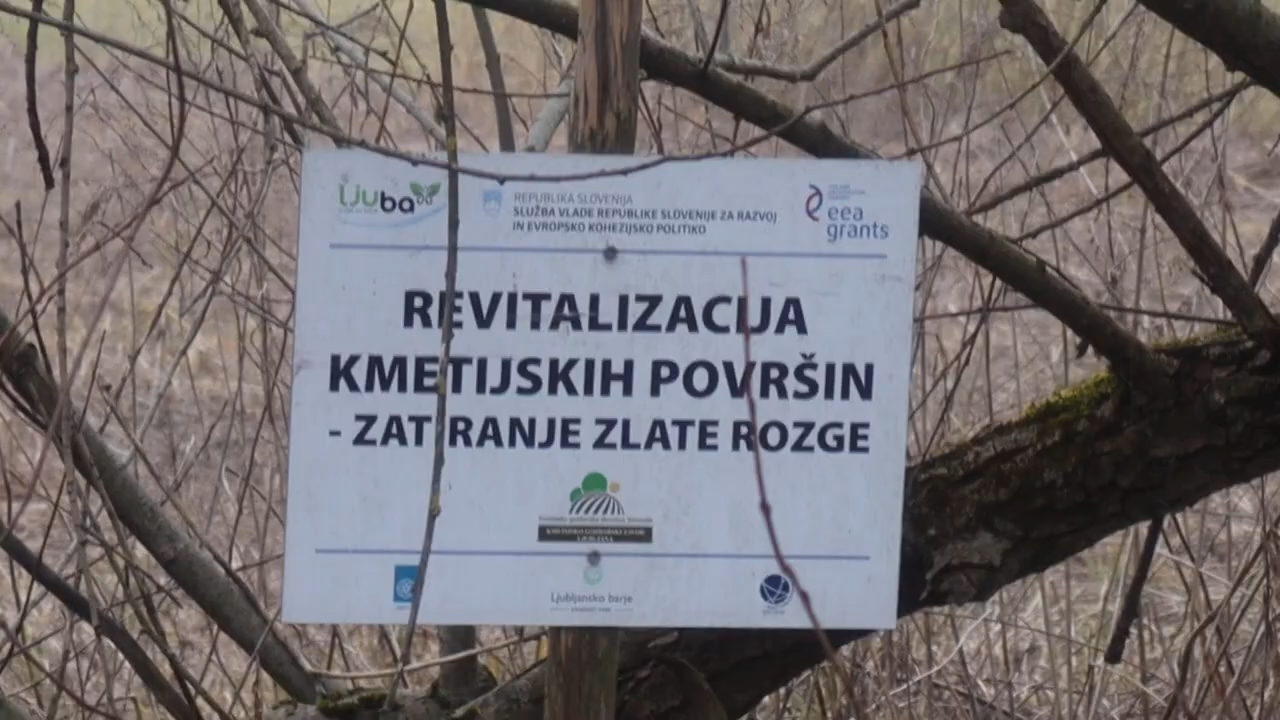 Ljuba
REPUBLIKA SLOVENIJA
SLUŽBA VLADE REPUBLIKE SLOVENIJE ZA RAZVOJ
IN EVROPSKO KOHEZIJSKO POLITIKO
eea
grants
REVITALIZACIJA
KMETIJSKIH POVRŠIN
- ZATIRANJE ZLATE ROZGE
LJUBLJANA
Ljubljansko barje